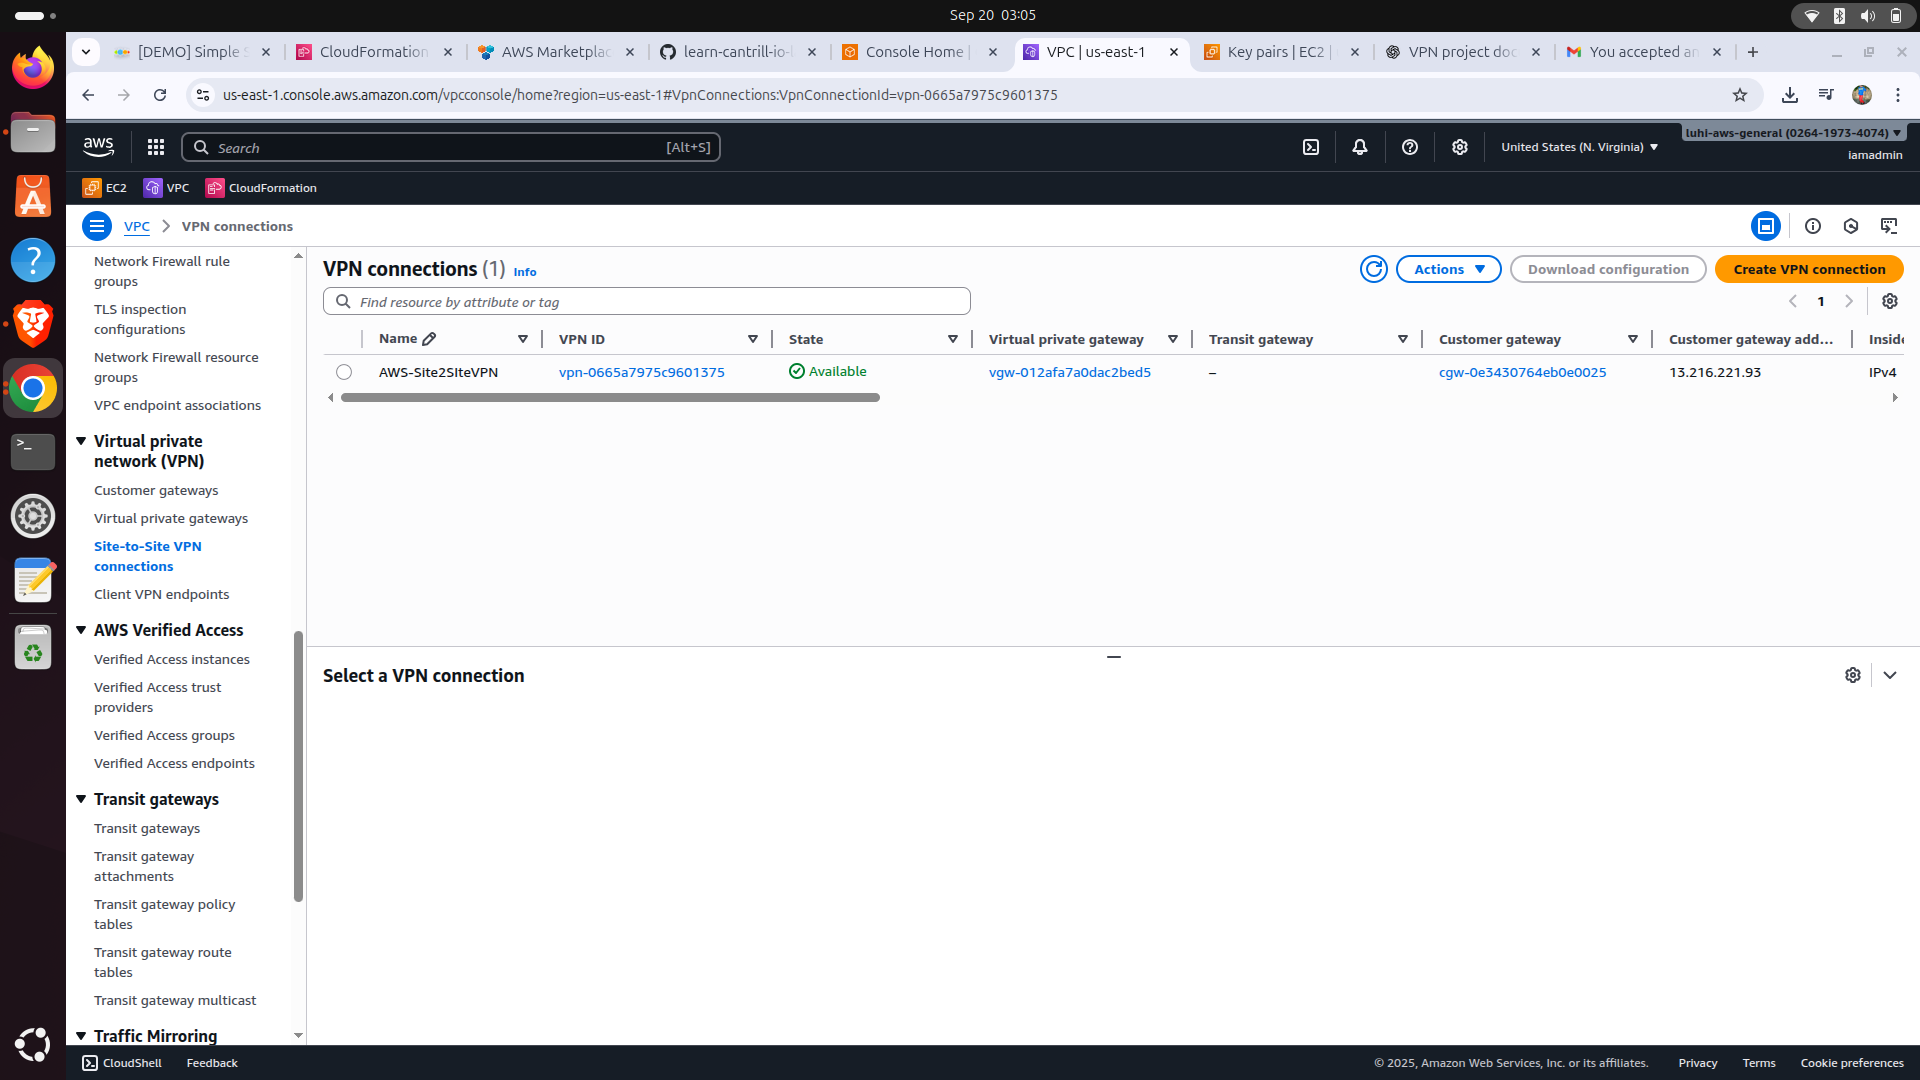 Sep 20 03:05
[DEMO] Simple S
CloudFormation
AWS Marketplac
learn-cantrill-io-l
Console Home |
VPC | us-east-1
Key pairs | EC2 |
VPN project doc
You accepted an
us-east-1.console.aws.amazon.com/vpcconsole/home?region=us-east-1#VpnConnections:VpnConnectionId=vpn-0665a7975c9601375
aws
Search
[Alt+S]
United States (N. Virginia)
luhi-aws-general (0264-1973-4074)
iamadmin
EC2
VPC
CloudFormation
VPC
VPN connections
Network Firewall rule
groups
TLS inspection
configurations
Network Firewall resource
groups
VPC endpoint associations
Virtual private
network (VPN)
Customer gateways
Virtual private gateways
Site-to-Site VPN
connections
Client VPN endpoints
AWS Verified Access
Verified Access instances
Verified Access trust
providers
Verified Access groups
Verified Access endpoints
Transit gateways
Transit gateways
Transit gateway
attachments
Transit gateway policy
tables
Transit gateway route
tables
Transit gateway multicast
Traffic Mirroring
VPN connections (1) Info
Actions
Download configuration
Create VPN connection
Find resource by attribute or tag
1
Name
VPN ID
State
Virtual private gateway
Transit gateway
Customer gateway
Customer gateway add...
Insid
AWS-Site2SIteVPN
vpn-0665a7975c9601375
Available
vgw-012afa7a0dac2bed5
–
cgw-0e3430764eb0e0025
13.216.221.93
IPv4
Select a VPN connection
CloudShell
Feedback
© 2025, Amazon Web Services, Inc. or its affiliates.
Privacy
Terms
Cookie preferences